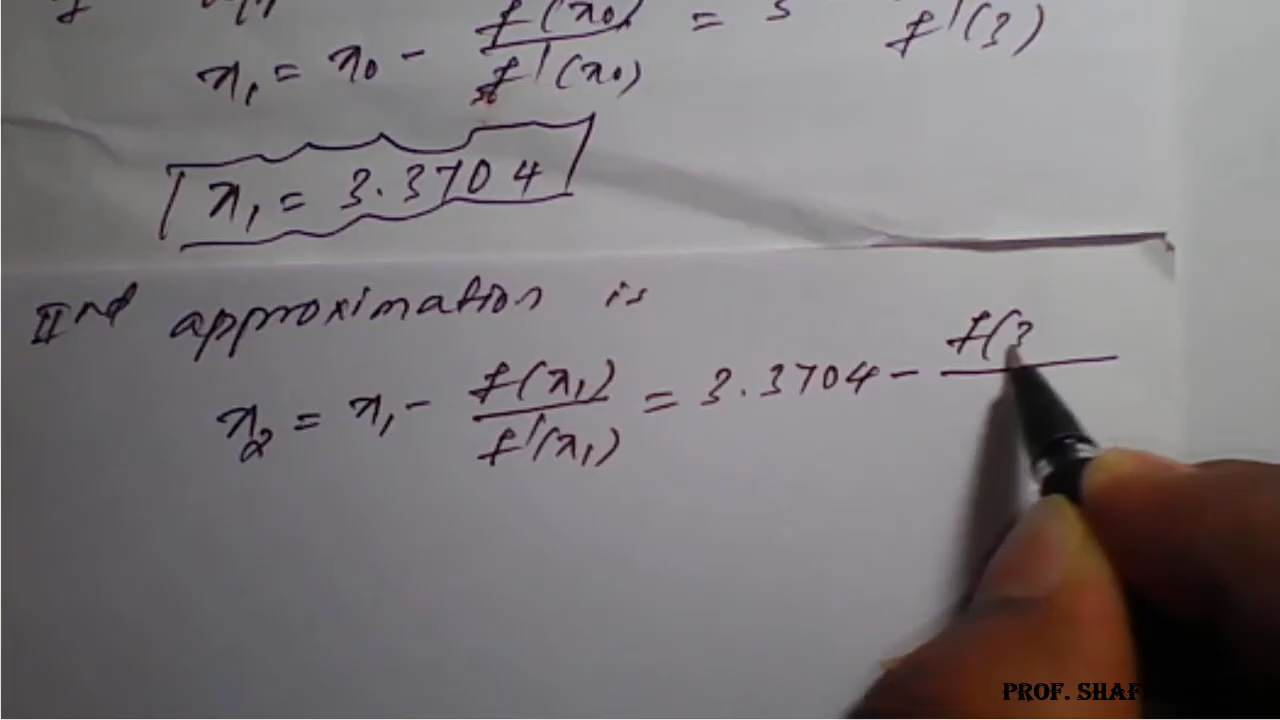 x₁ = x₀ - f(x₀)/f'(x₀) = 3 f'(3)
x₁ = 3.3704
IInd approximation is
x₂ = x₁ - f(x₁)/f'(x₁) = 3.3704 - f(3
PROF. SHAF